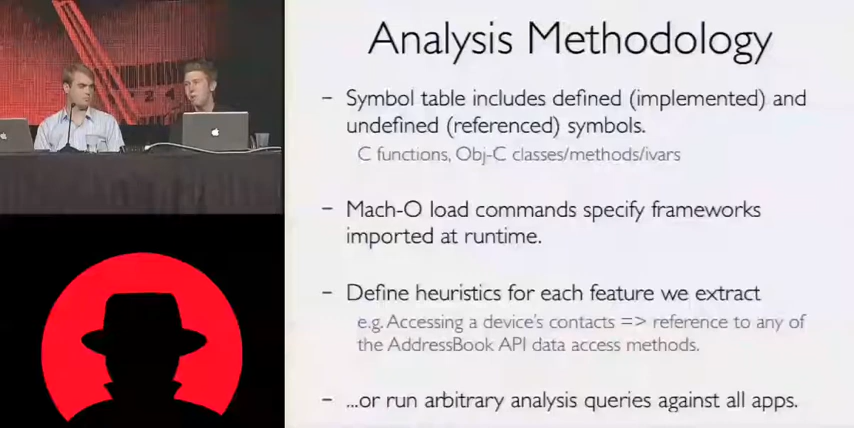 Analysis Methodology
– Symbol table includes defined (implemented) and
undefined (referenced) symbols.
C functions, Obj-C classes/methods/ivars
– Mach-O load commands specify frameworks
imported at runtime.
– Define heuristics for each feature we extract
e.g. Accessing a device's contacts => reference to any of
the AddressBook API data access methods.
– ...or run arbitrary analysis queries against all apps.